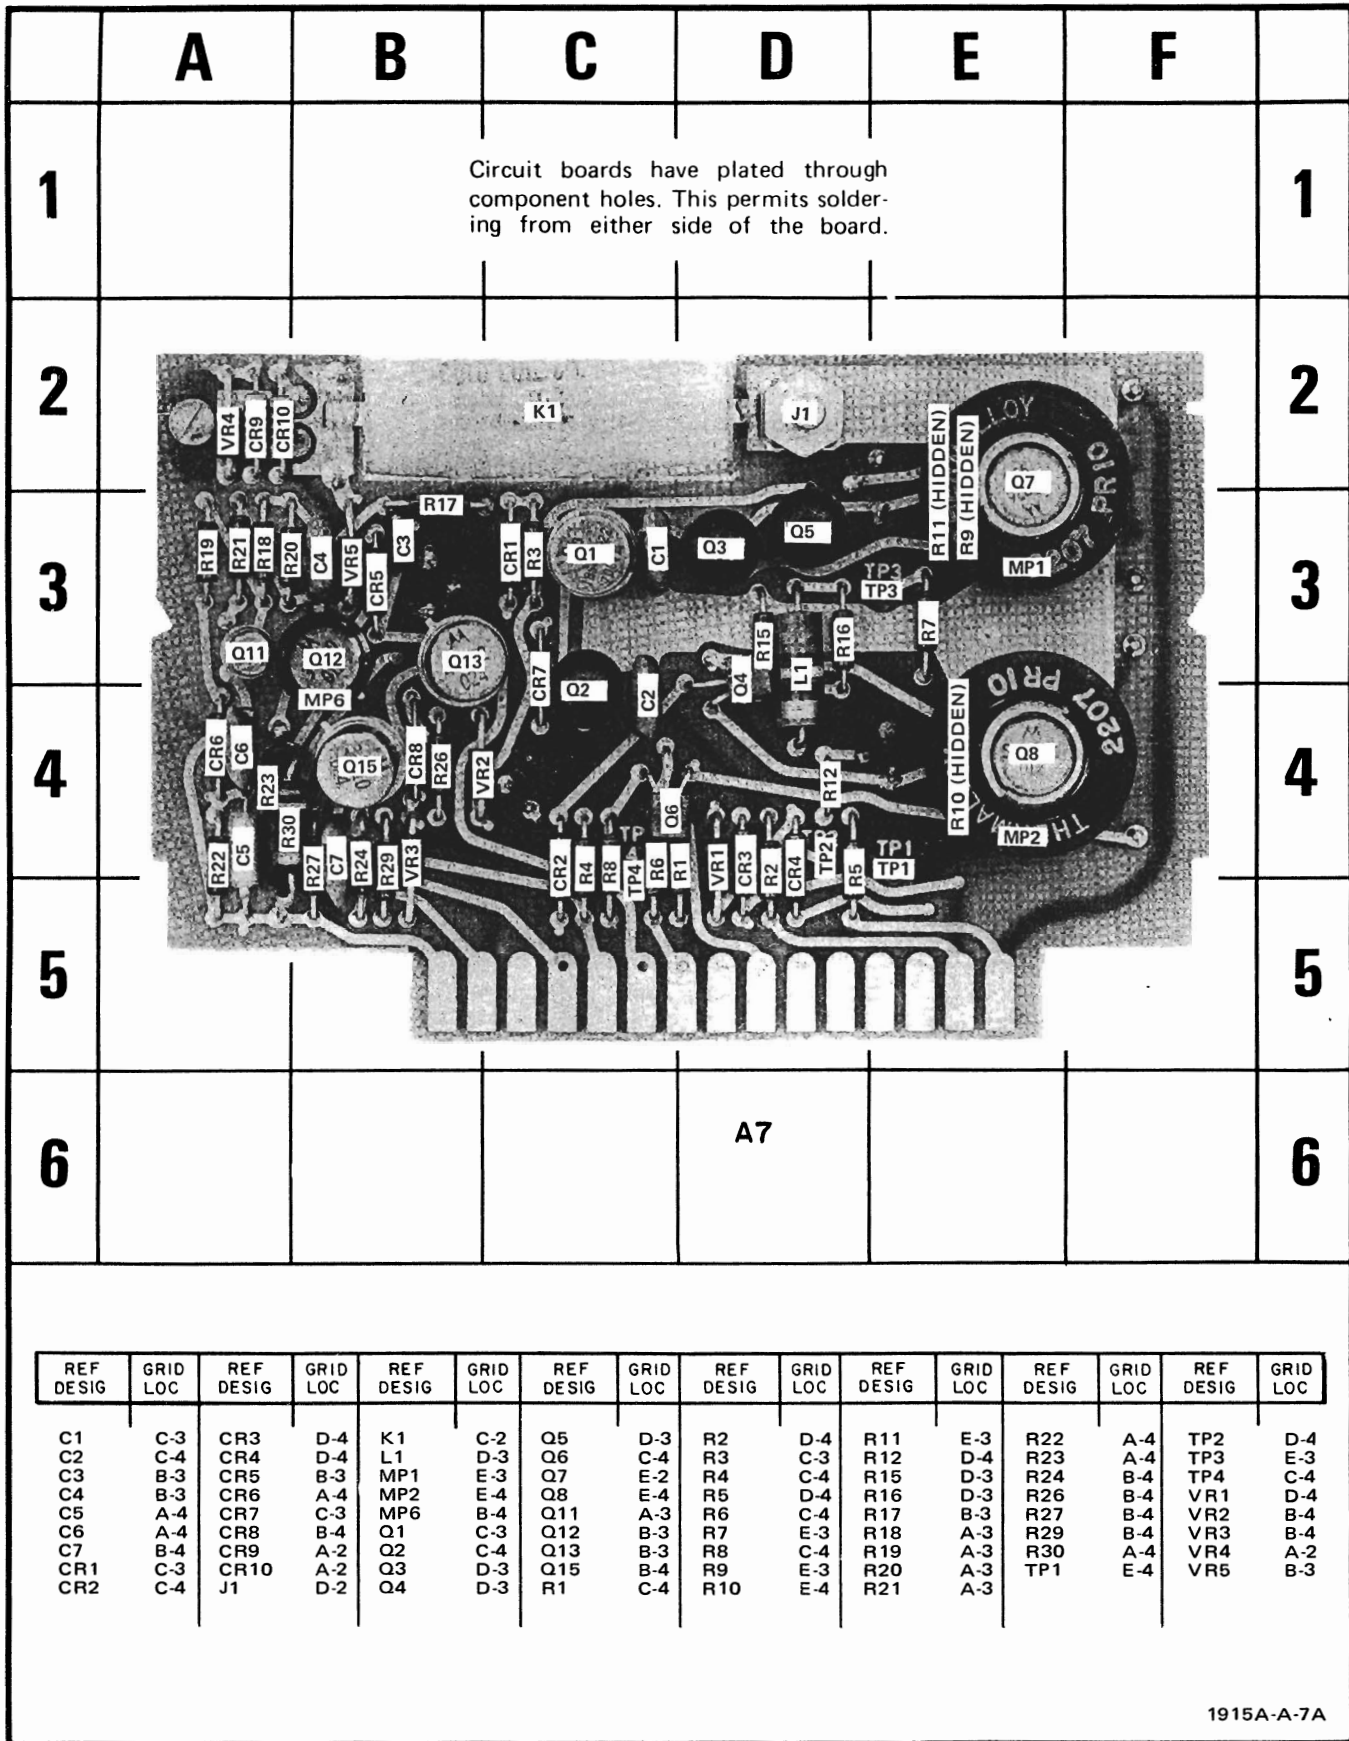 A B C D E F
1 1
Circuit boards have plated through
component holes. This permits solder-
ing from either side of the board.
2 2
VR4
CR9
CR10
K1
J1
R11 (HIDDEN)
R9 (HIDDEN)
LOY
PR10
2207
Q7
R17
R19
R21
R18
R20
C4
VR5
CR5
C3
CR1
R3
Q1
C1
Q3
Q5
MP1
TP3
TP3
3 3
Q11
Q12
Q13
CR7
R15
L1
R16
R7
MP6
Q2
C2
Q4
2207 PR10
CR6
C6
R23
Q15
CR8
R26
VR2
R12
R10 (HIDDEN)
Q8
4 4
R30
Q6
TH
MAL
MP2
R22
C5
R27
C7
R24
R29
VR3
CR2
R4
R8
TP
TP4
R6
R1
VR1
CR3
R2
CR4
TP2
R5
TP1
TP1
5 5
6 A7 6
REF DESIG GRID LOC REF DESIG GRID LOC REF DESIG GRID LOC REF DESIG GRID LOC REF DESIG GRID LOC REF DESIG GRID LOC REF DESIG GRID LOC REF DESIG GRID LOC
C1 C-3 CR3 D-4 K1 C-2 Q5 D-3 R2 D-4 R11 E-3 R22 A-4 TP2 D-4
C2 C-4 CR4 D-4 L1 D-3 Q6 C-4 R3 C-3 R12 D-4 R23 A-4 TP3 E-3
C3 B-3 CR5 B-3 MP1 E-3 Q7 E-2 R4 C-4 R15 D-3 R24 B-4 TP4 C-4
C4 B-3 CR6 A-4 MP2 E-4 Q8 E-4 R5 D-4 R16 D-3 R26 B-4 VR1 D-4
C5 A-4 CR7 C-3 MP6 B-4 Q11 A-3 R6 C-4 R17 B-3 R27 B-4 VR2 B-4
C6 A-4 CR8 B-4 Q1 C-3 Q12 B-3 R7 E-3 R18 A-3 R29 B-4 VR3 B-4
C7 B-4 CR9 A-2 Q2 C-4 Q13 B-3 R8 C-4 R19 A-3 R30 A-4 VR4 A-2
CR1 C-3 CR10 A-2 Q3 D-3 Q15 B-4 R9 E-3 R20 A-3 TP1 E-4 VR5 B-3
CR2 C-4 J1 D-2 Q4 D-3 R1 C-4 R10 E-4 R21 A-3
1915A-A-7A